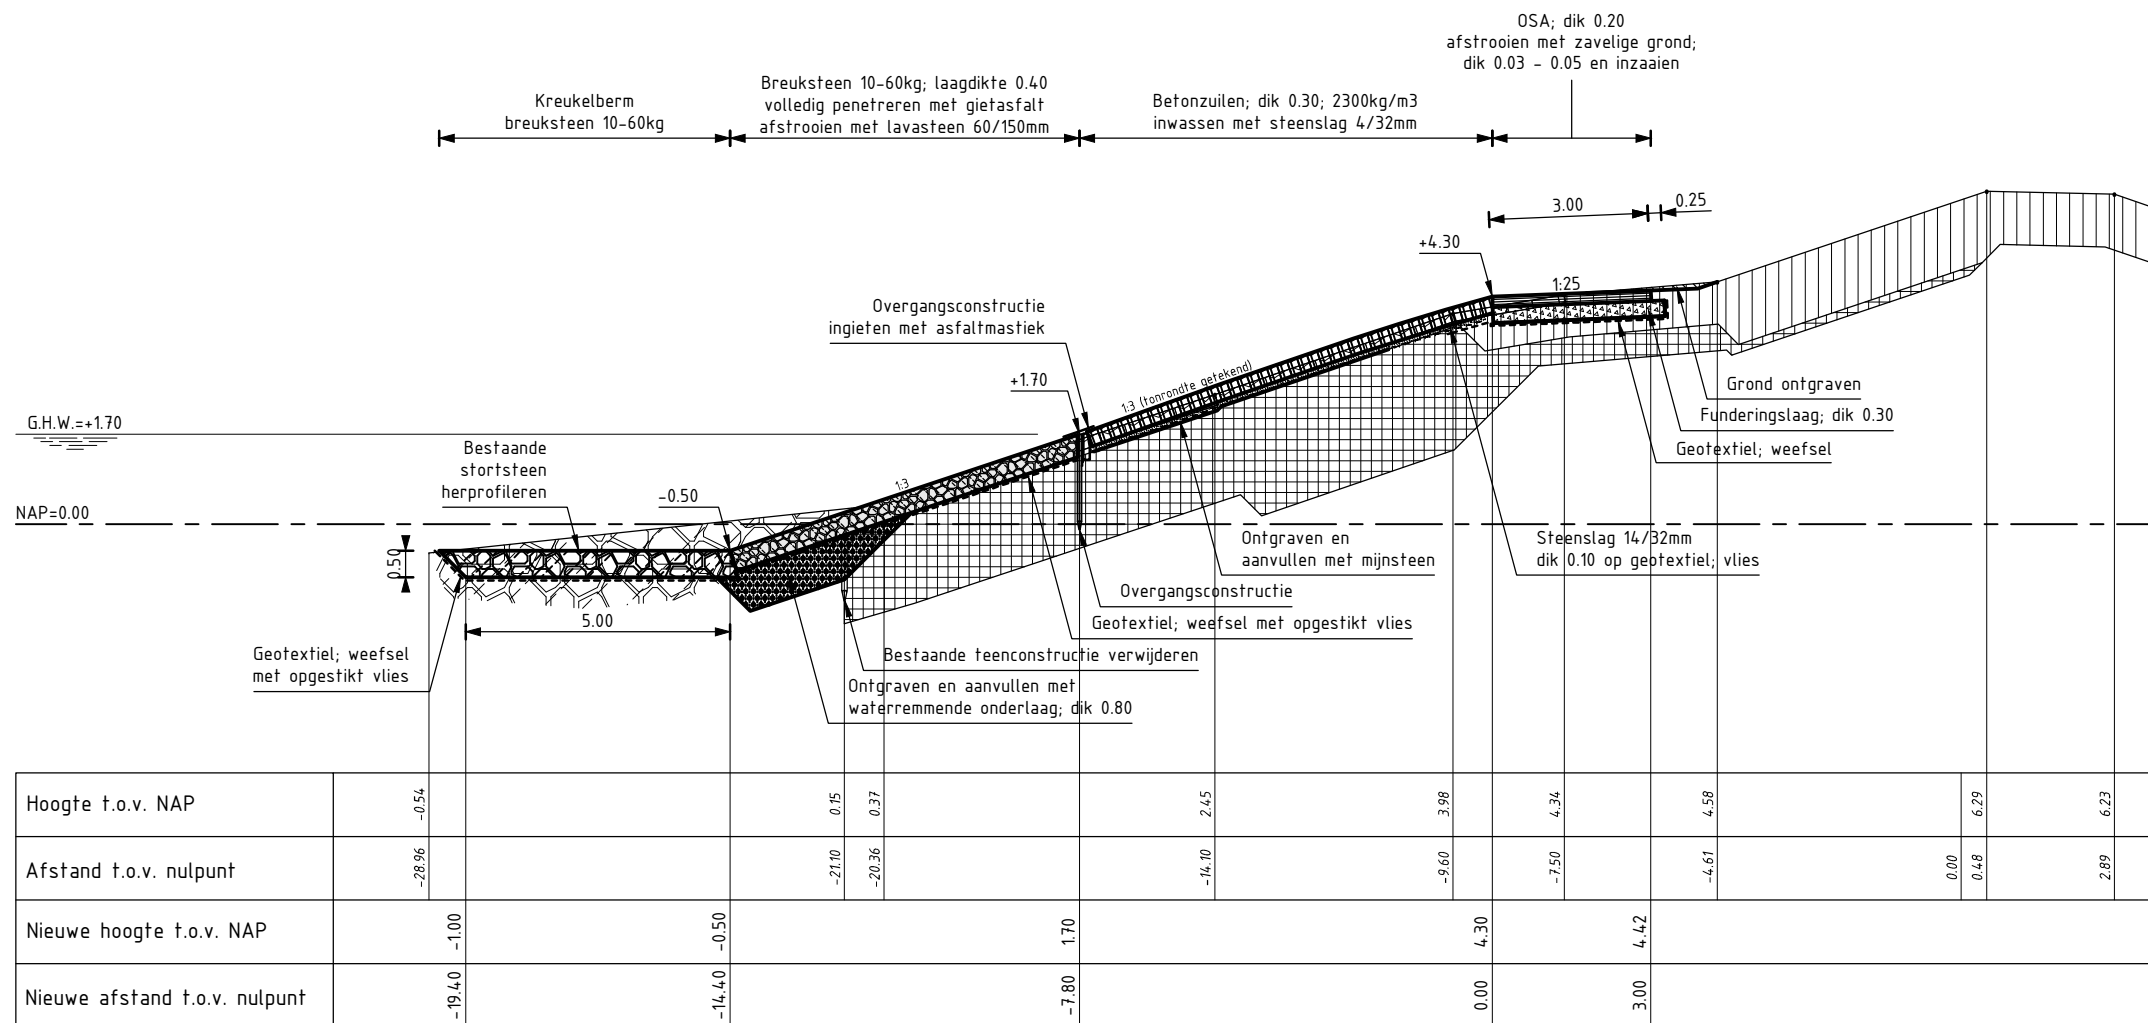 OSA; dik 0.20
afstrooien met zavelige grond;
dik 0.03 - 0.05 en inzaaien
Kreukelberm
breuksteen 10-60kg
Breuksteen 10-60kg; laagdikte 0.40
volledig penetreren met gietasfalt
afstrooien met lavasteen 60/150mm
Betonzuilen; dik 0.30; 2300kg/m3
inwassen met steenslag 4/32mm
3.00
0.25
+4.30
1:25
Overgangsconstructie
ingieten met asfaltmastiek
+1.70
1:3 (tonrondte getekend)
G.H.W.=+1.70
Bestaande
stortsteen
herprofileren
-0.50
1:3
NAP=0.00
0.50
5.00
Grond ontgraven
Funderingslaag; dik 0.30
Geotextiel; weefsel
Steenslag 14/32mm
dik 0.10 op geotextiel; vlies
Ontgraven en
aanvullen met mijnsteen
Overgangsconstructie
Geotextiel; weefsel met opgestikt vlies
Bestaande teenconstructie verwijderen
Geotextiel; weefsel
met opgestikt vlies
Ontgraven en aanvullen met
waterremmende onderlaag; dik 0.80
Hoogte t.o.v. NAP -0.54 0.15 0.37 2.45 3.98 4.34 4.58 6.29 6.23
Afstand t.o.v. nulpunt -28.96 -21.10 -20.36 -14.10 -9.60 -7.50 -4.61 0.00 0.48 2.89
Nieuwe hoogte t.o.v. NAP -1.00 -0.50 1.70 4.30 4.42
Nieuwe afstand t.o.v. nulpunt -19.40 -14.40 -7.80 0.00 3.00